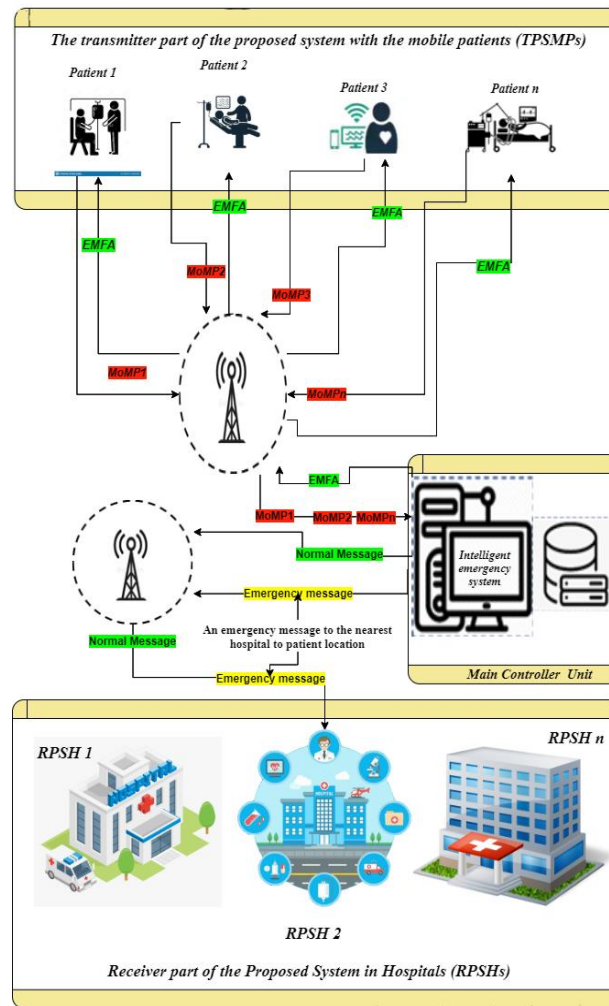 The transmitter part of the proposed system with the mobile patients (TPSMPs)
Patient 1
Patient 2
Patient 3
Patient n
EMFA
EMFA
EMFA
EMFA
MoMP2
MoMP3
MoMP1
MoMPn
EMFA
MoMP1 MoMP2 MoMPn
Normal Message
Intelligent
emergency
system
Emergency message
An emergency message to the nearest
hospital to patient location
Normal Message
Emergency message
Main Controller Unit
RPSH 1
RPSH n
Hospital
RPSH 2
Receiver part of the Proposed System in Hospitals (RPSHs)